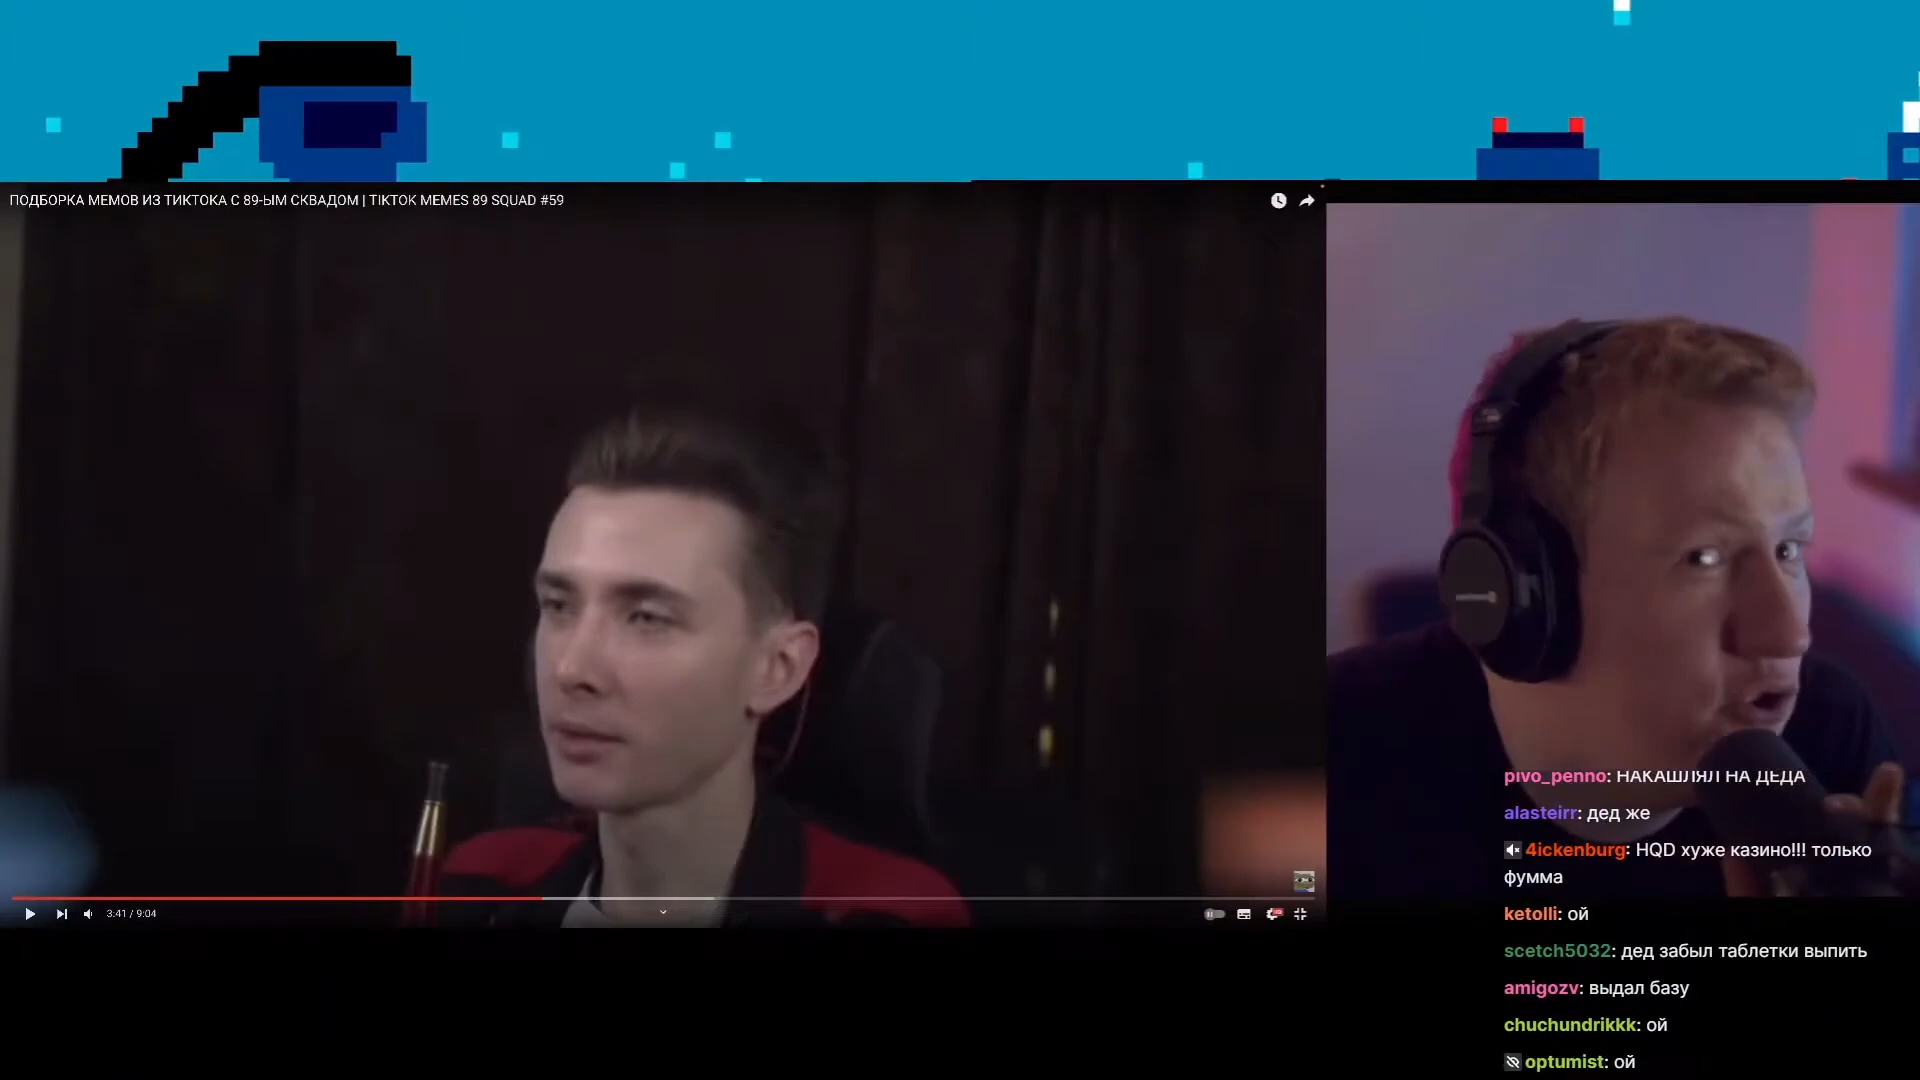 ПОДБОРКА МЕМОВ ИЗ ТИКТОКА С 89-ЫМ СКВАДОМ | TIKTOK MEMES 89 SQUAD #59
3:41 / 9:04
pivo_penno: НАКАШЛЯЛ НА ДЕДА
alasteirr: дед же
4ickenburg: HQD хуже казино!!! только
фумма
ketolli: ой
scetch5032: дед забыл таблетки выпить
amigozv: выдал базу
chuchundrikkk: ой
optumist: ой